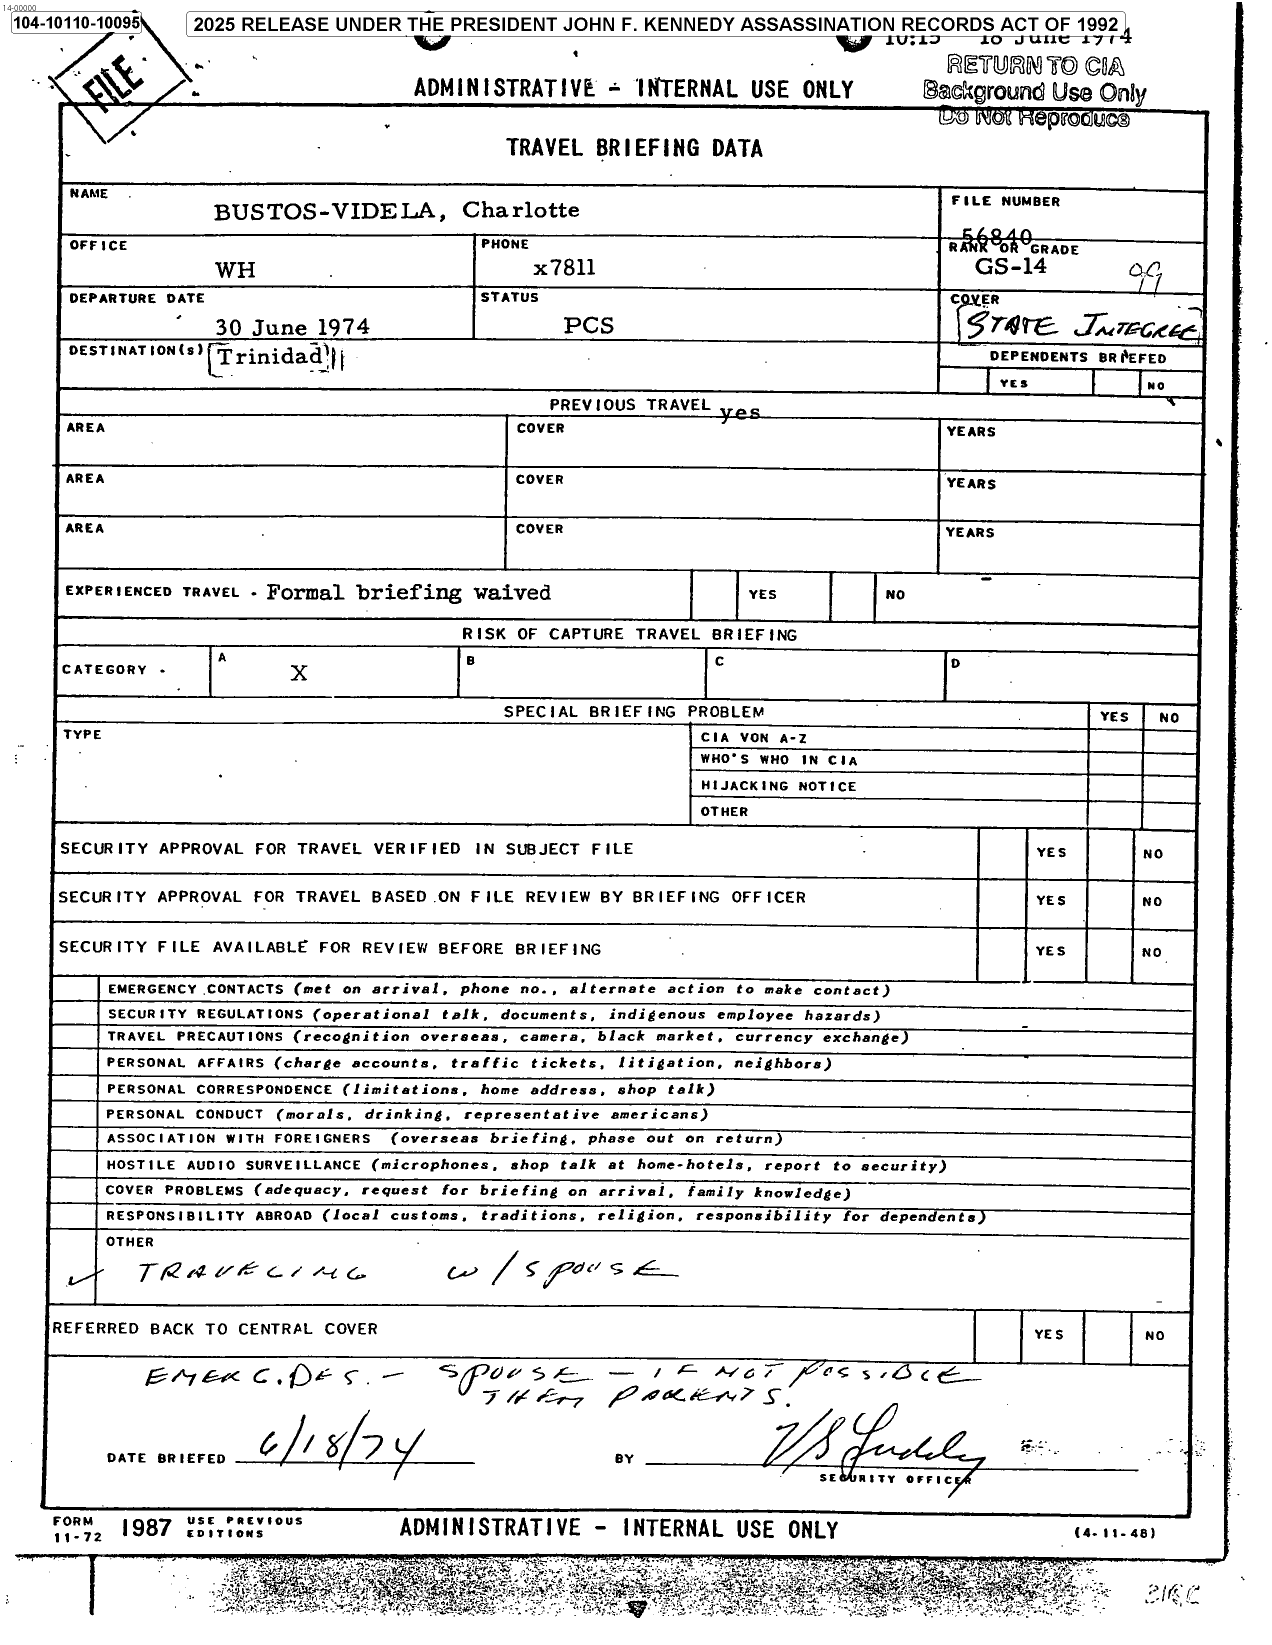 14-00000
104-10110-10095
2025 RELEASE UNDER THE PRESIDENT JOHN F. KENNEDY ASSASSINATION RECORDS ACT OF 1992
10:15 18 June 1974
FILE
RETURN TO CIA
Background Use Only
Do Not Reproduce
ADMINISTRATIVE - INTERNAL USE ONLY
TRAVEL BRIEFING DATA
NAME
BUSTOS-VIDELA, Charlotte
FILE NUMBER
56840
OFFICE
WH
PHONE
x7811
RANK OR GRADE
GS-14
DEPARTURE DATE
30 June 1974
STATUS
PCS
COVER
STATE INTEGREE
DESTINATION(s) Trinidad
DEPENDENTS BRIEFED
YES NO
PREVIOUS TRAVEL yes
AREA COVER YEARS
AREA COVER YEARS
AREA COVER YEARS
EXPERIENCED TRAVEL - Formal briefing waived YES NO
RISK OF CAPTURE TRAVEL BRIEFING
CATEGORY - A X B C D
SPECIAL BRIEFING PROBLEM YES NO
TYPE
CIA VON A-Z
WHO'S WHO IN CIA
HIJACKING NOTICE
OTHER
SECURITY APPROVAL FOR TRAVEL VERIFIED IN SUBJECT FILE YES NO
SECURITY APPROVAL FOR TRAVEL BASED ON FILE REVIEW BY BRIEFING OFFICER YES NO
SECURITY FILE AVAILABLE FOR REVIEW BEFORE BRIEFING YES NO
EMERGENCY CONTACTS (met on arrival, phone no., alternate action to make contact)
SECURITY REGULATIONS (operational talk, documents, indigenous employee hazards)
TRAVEL PRECAUTIONS (recognition overseas, camera, black market, currency exchange)
PERSONAL AFFAIRS (charge accounts, traffic tickets, litigation, neighbors)
PERSONAL CORRESPONDENCE (limitations, home address, shop talk)
PERSONAL CONDUCT (morals, drinking, representative americans)
ASSOCIATION WITH FOREIGNERS (overseas briefing, phase out on return)
HOSTILE AUDIO SURVEILLANCE (microphones, shop talk at home-hotels, report to security)
COVER PROBLEMS (adequacy, request for briefing on arrival, family knowledge)
RESPONSIBILITY ABROAD (local customs, traditions, religion, responsibility for dependents)
OTHER
✓ TRAVELING w/SPOUSE
REFERRED BACK TO CENTRAL COVER YES NO
EMERG. DES. - SPOUSE - IF NOT POSSIBLE
THEN PARENTS.
DATE BRIEFED 6/18/74
BY
SECURITY OFFICER
FORM
11-72 1987 USE PREVIOUS
EDITIONS
ADMINISTRATIVE - INTERNAL USE ONLY
(4-11-48)